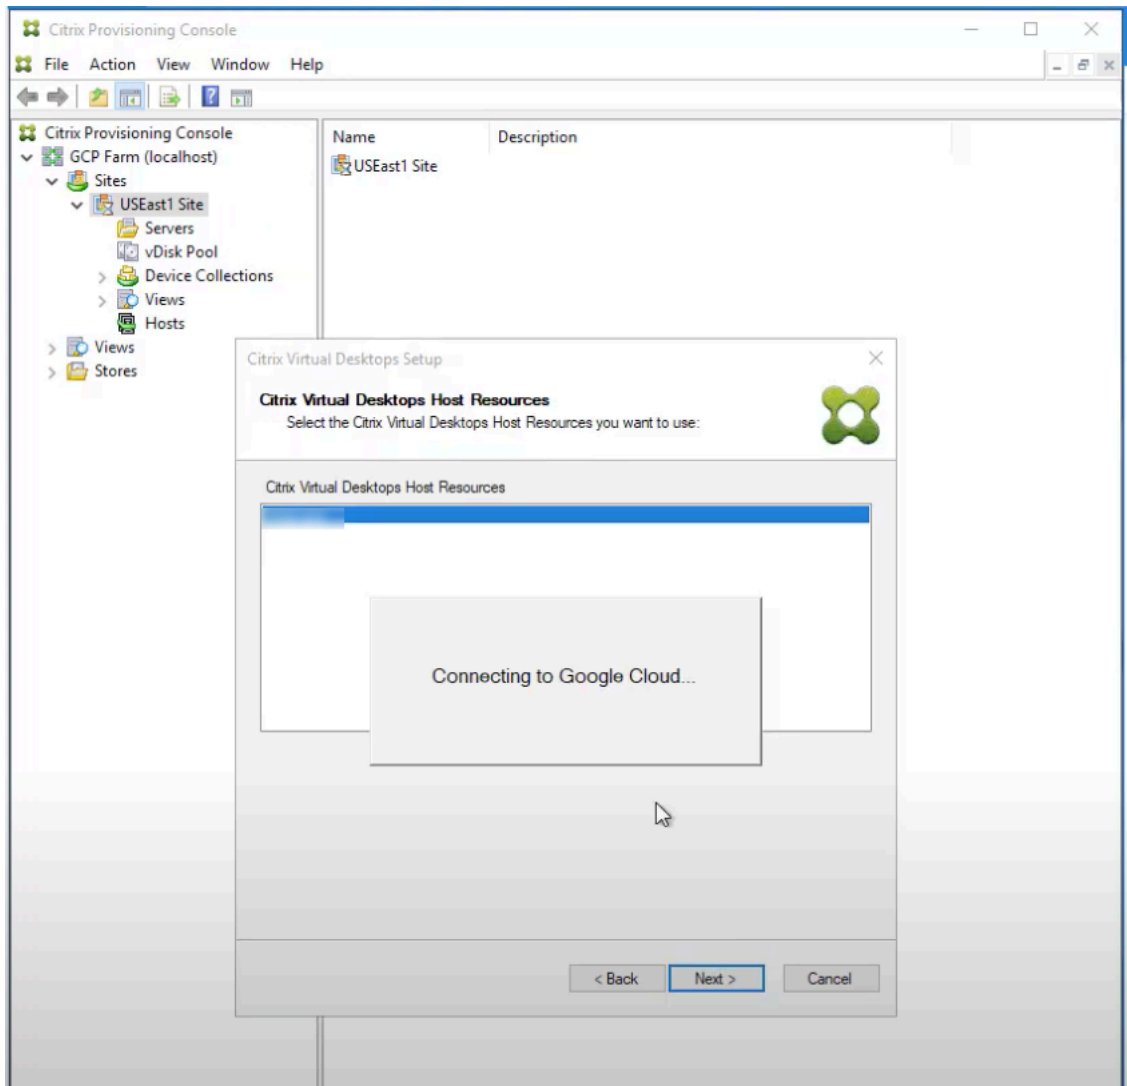 Citrix Provisioning Console
File Action View Window Help
Citrix Provisioning Console
GCP Farm (localhost)
Sites
USEast1 Site
Servers
vDisk Pool
Device Collections
Views
Hosts
Views
Stores
Name Description
USEast1 Site
Citrix Virtual Desktops Setup
Citrix Virtual Desktops Host Resources
Select the Citrix Virtual Desktops Host Resources you want to use:
Citrix Virtual Desktops Host Resources
Connecting to Google Cloud...
< Back Next > Cancel